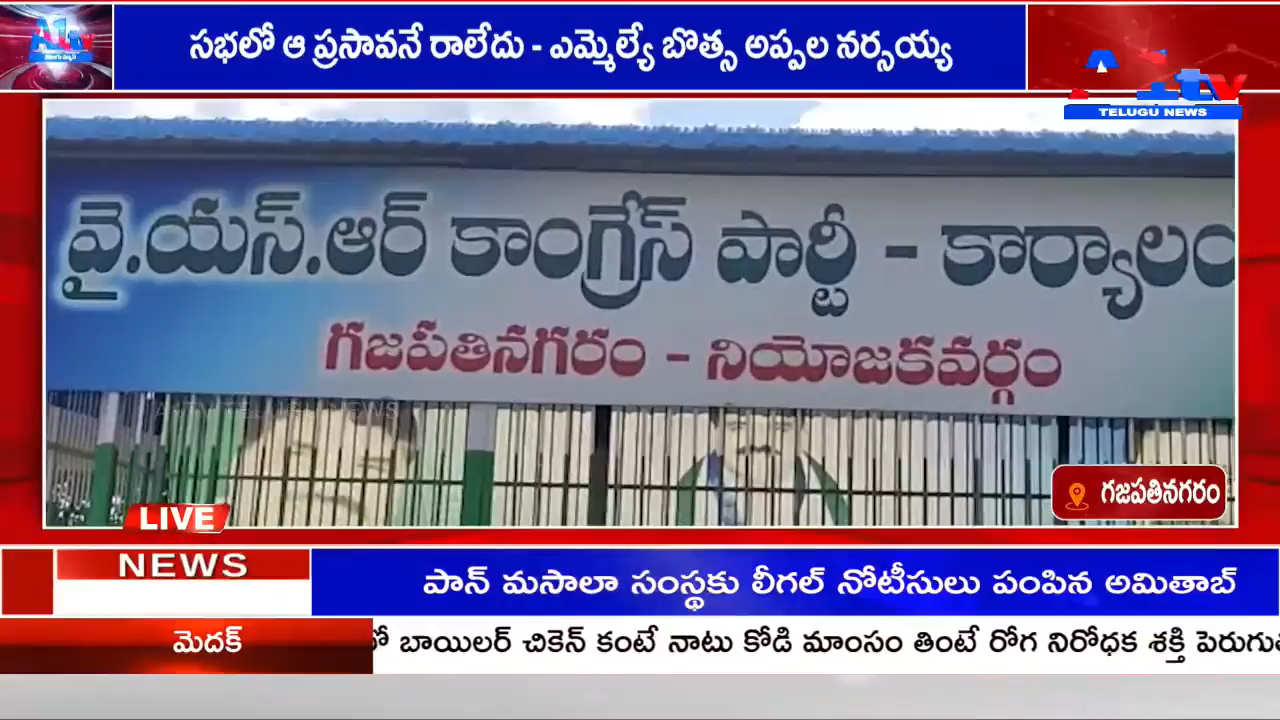 సభలో ఆ ప్రసావనే రాలేదు - ఎమ్మెల్యే బొత్స అప్పల నర్సయ్య
TELUGU NEWS
వై.యస్.ఆర్ కాంగ్రేస్ పార్టీ - కార్యాలం
గజపతినగరం - నియోజకవర్గం
గజపతినగరం
LIVE
NEWS
పాన్ మసాలా సంస్థకు లీగల్ నోటీసులు పంపిన అమితాబ్
మెదక్
బాయిలర్ చికెన్ కంటే నాటు కోడి మాంసం తింటే రోగ నిరోధక శక్తి